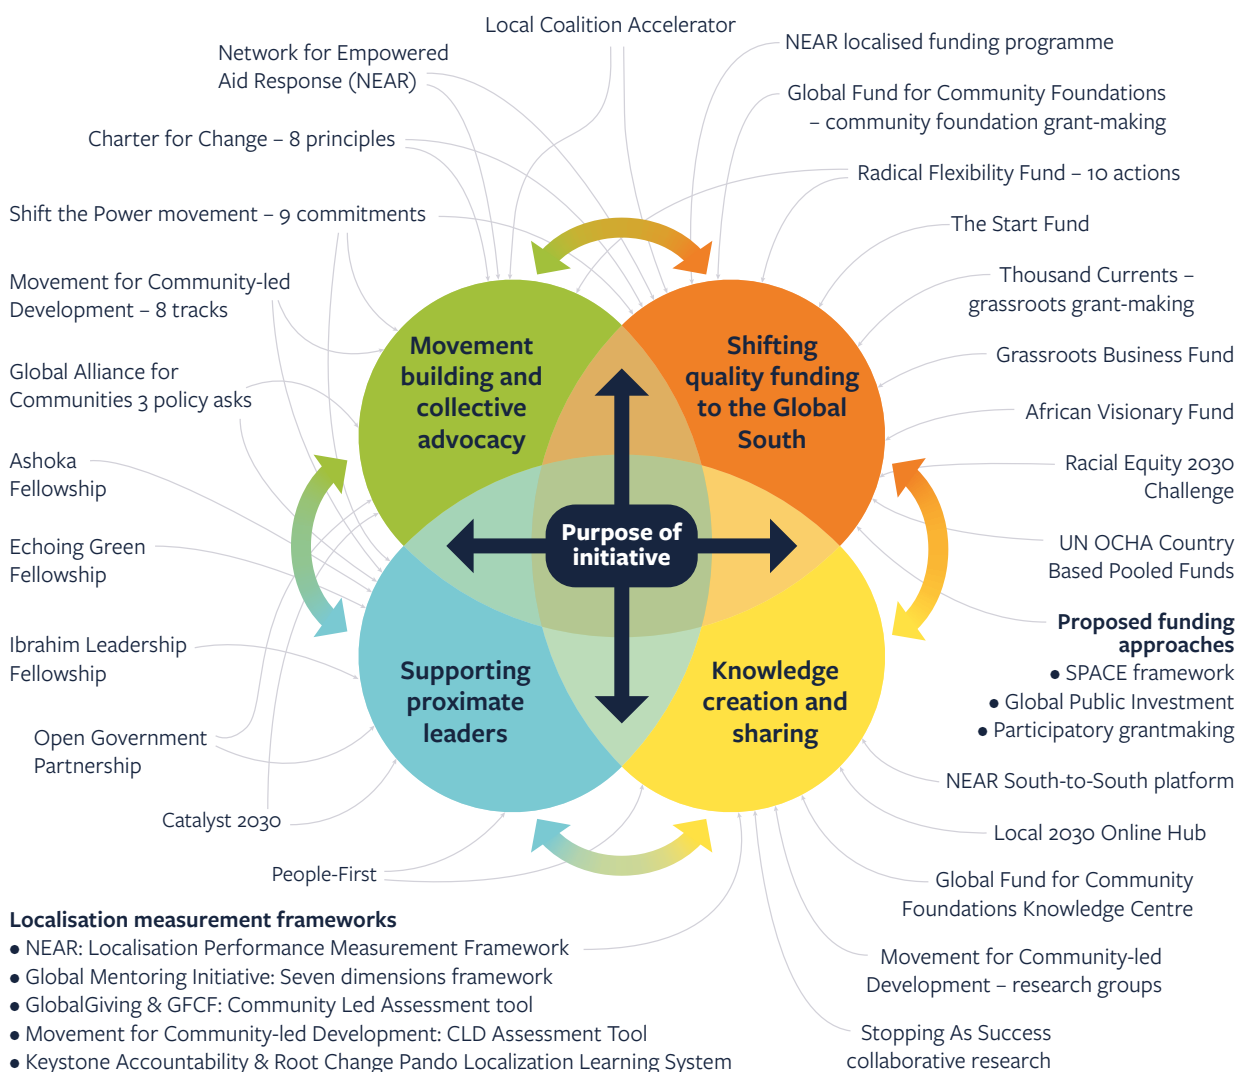 Local Coalition Accelerator
Network for Empowered
Aid Response (NEAR)
Charter for Change – 8 principles
Shift the Power movement – 9 commitments
Movement for Community-led
Development – 8 tracks
Global Alliance for
Communities 3 policy asks
Ashoka
Fellowship
Echoing Green
Fellowship
Ibrahim Leadership
Fellowship
Open Government
Partnership
Catalyst 2030
People-First
NEAR localised funding programme
Global Fund for Community Foundations
– community foundation grant-making
Radical Flexibility Fund – 10 actions
The Start Fund
Thousand Currents –
grassroots grant-making
Grassroots Business Fund
African Visionary Fund
Racial Equity 2030
Challenge
UN OCHA Country
Based Pooled Funds
Proposed funding
approaches
● SPACE framework
● Global Public Investment
● Participatory grantmaking
NEAR South-to-South platform
Local 2030 Online Hub
Global Fund for Community
Foundations Knowledge Centre
Movement for Community-led
Development – research groups
Stopping As Success
collaborative research
Movement
building and
collective
advocacy
Shifting
quality funding
to the Global
South
Purpose of
initiative
Supporting
proximate
leaders
Knowledge
creation and
sharing
Localisation measurement frameworks
● NEAR: Localisation Performance Measurement Framework
● Global Mentoring Initiative: Seven dimensions framework
● GlobalGiving & GFCF: Community Led Assessment tool
● Movement for Community-led Development: CLD Assessment Tool
● Keystone Accountability & Root Change Pando Localization Learning System